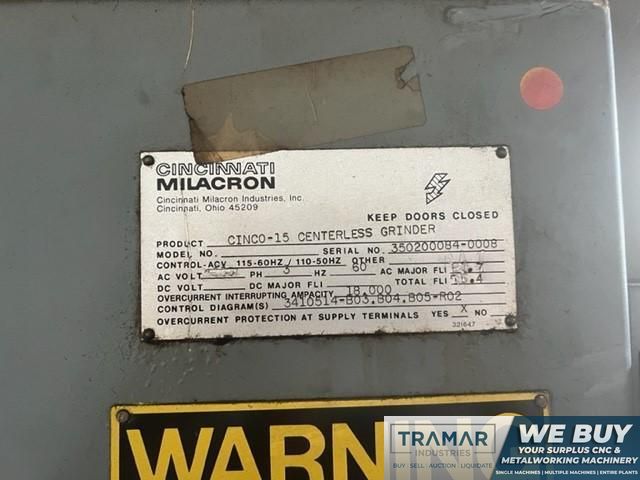 CINCINNATI
MILACRON
Cincinnati Milacron Industries, Inc.
Cincinnati, Ohio 45209
KEEP DOORS CLOSED
PRODUCT CINCO-15 CENTERLESS GRINDER
MODEL NO. SERIAL NO. 3502000B4-0008
CONTROL-ACV 115-60HZ / 110-50HZ OTHER
AC VOLT PH 3 HZ 60 AC MAJOR FLI
DC VOLT DC MAJOR FLI TOTAL FLI
OVERCURRENT INTERRUPTING AMPACITY 18,000
CONTROL DIAGRAM(S) 3410514-B03,B04,B05-R02
OVERCURRENT PROTECTION AT SUPPLY TERMINALS YES X NO
321647
WARNING
TRAMAR
INDUSTRIES
BUY | SELL | AUCTION | LIQUIDATE
WE BUY
YOUR SURPLUS CNC &
METALWORKING MACHINERY
SINGLE MACHINES | MULTIPLE MACHINES | ENTIRE PLANTS